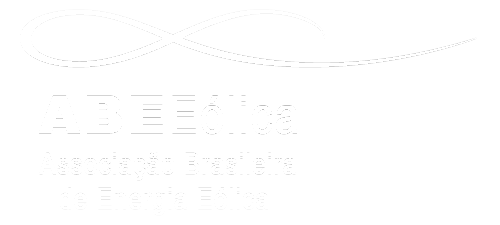 ABEEólica
Associação Brasileira
de Energia Eólica